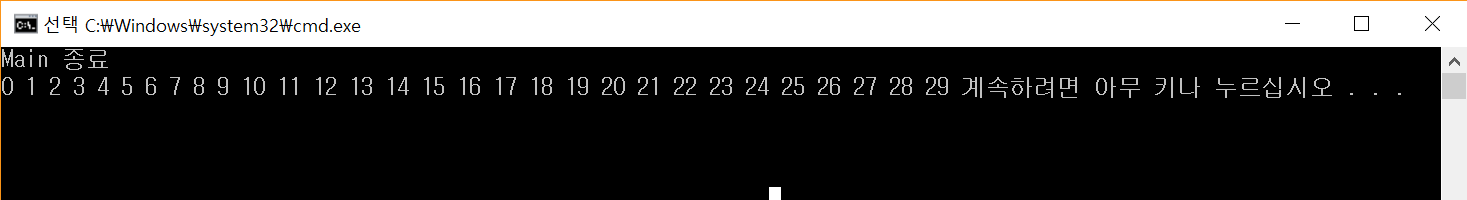 선택 C:₩Windows₩system32₩cmd.exe
Main 종료
0 1 2 3 4 5 6 7 8 9 10 11 12 13 14 15 16 17 18 19 20 21 22 23 24 25 26 27 28 29 계속하려면 아무 키나 누르십시오 . . .